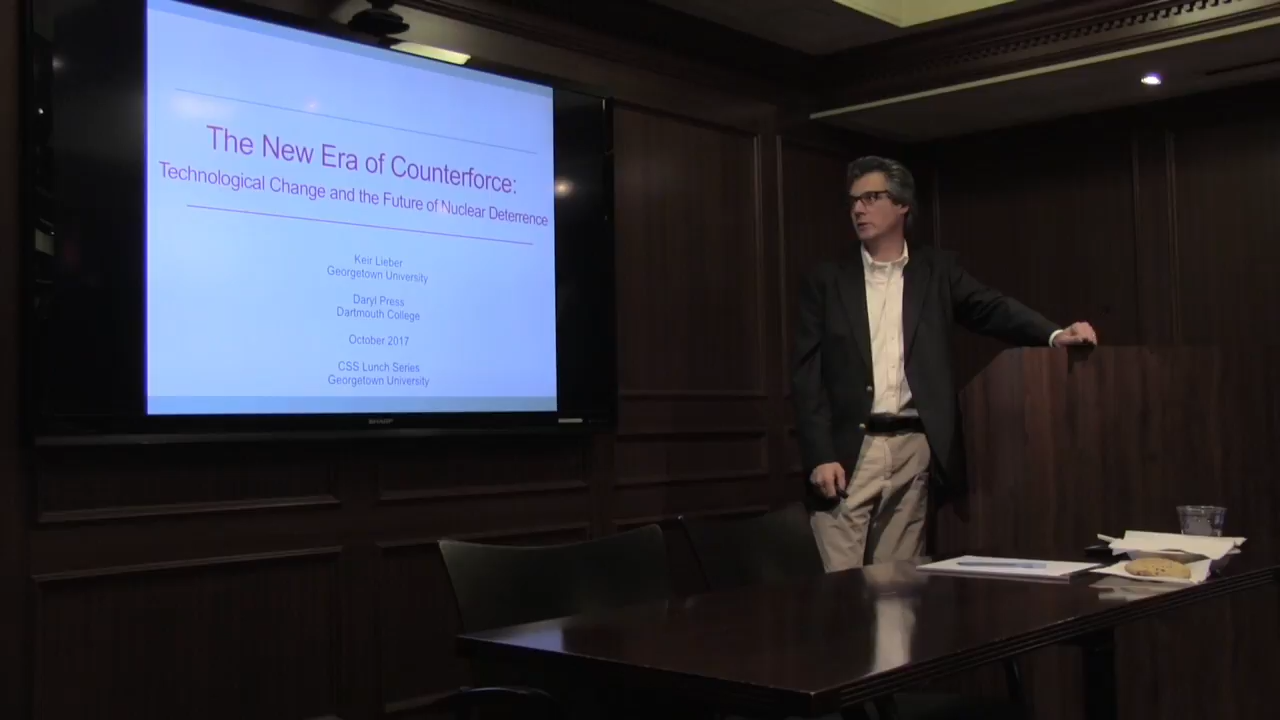 The New Era of Counterforce:
Technological Change and the Future of Nuclear Deterrence
Keir Lieber
Georgetown University
Daryl Press
Dartmouth College
October 2017
CSS Lunch Series
Georgetown University
SHARP